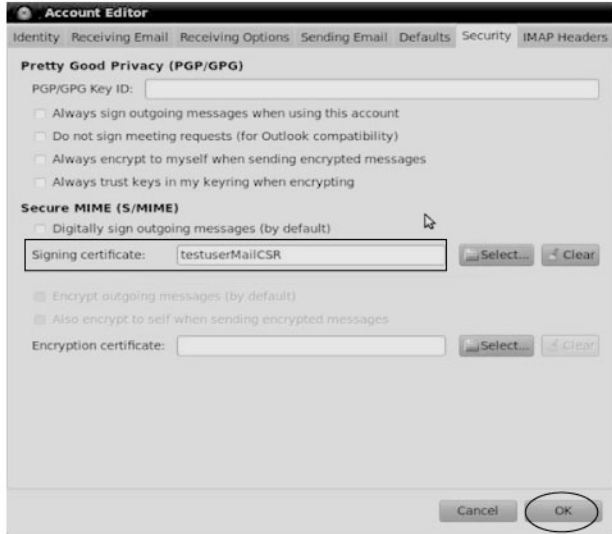 Account Editor
Identity Receiving Email Receiving Options Sending Email Defaults Security IMAP Headers
Pretty Good Privacy (PGP/GPG)
PGP/GPG Key ID:
Always sign outgoing messages when using this account
Do not sign meeting requests (for Outlook compatibility)
Always encrypt to myself when sending encrypted messages
Always trust keys in my keyring when encrypting
Secure MIME (S/MIME)
Digitally sign outgoing messages (by default)
Signing certificate: testuserMailCSR Select... Clear
Encrypt outgoing messages (by default)
Also encrypt to self when sending encrypted messages
Encryption certificate: Select... Clear
Cancel OK